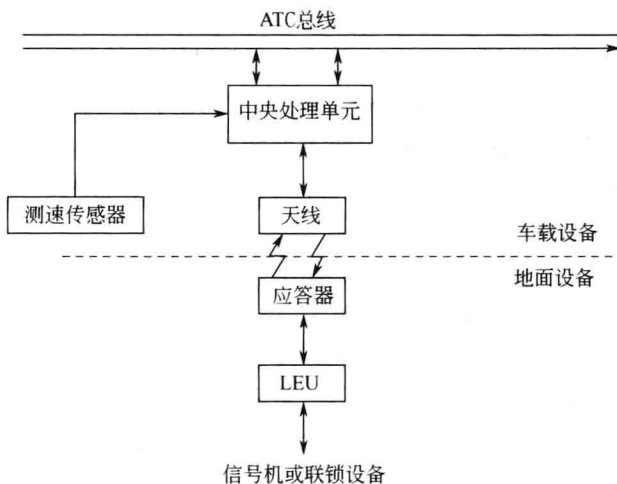 ATC总线
中央处理单元
测速传感器
天线
车载设备
地面设备
应答器
LEU
信号机或联锁设备